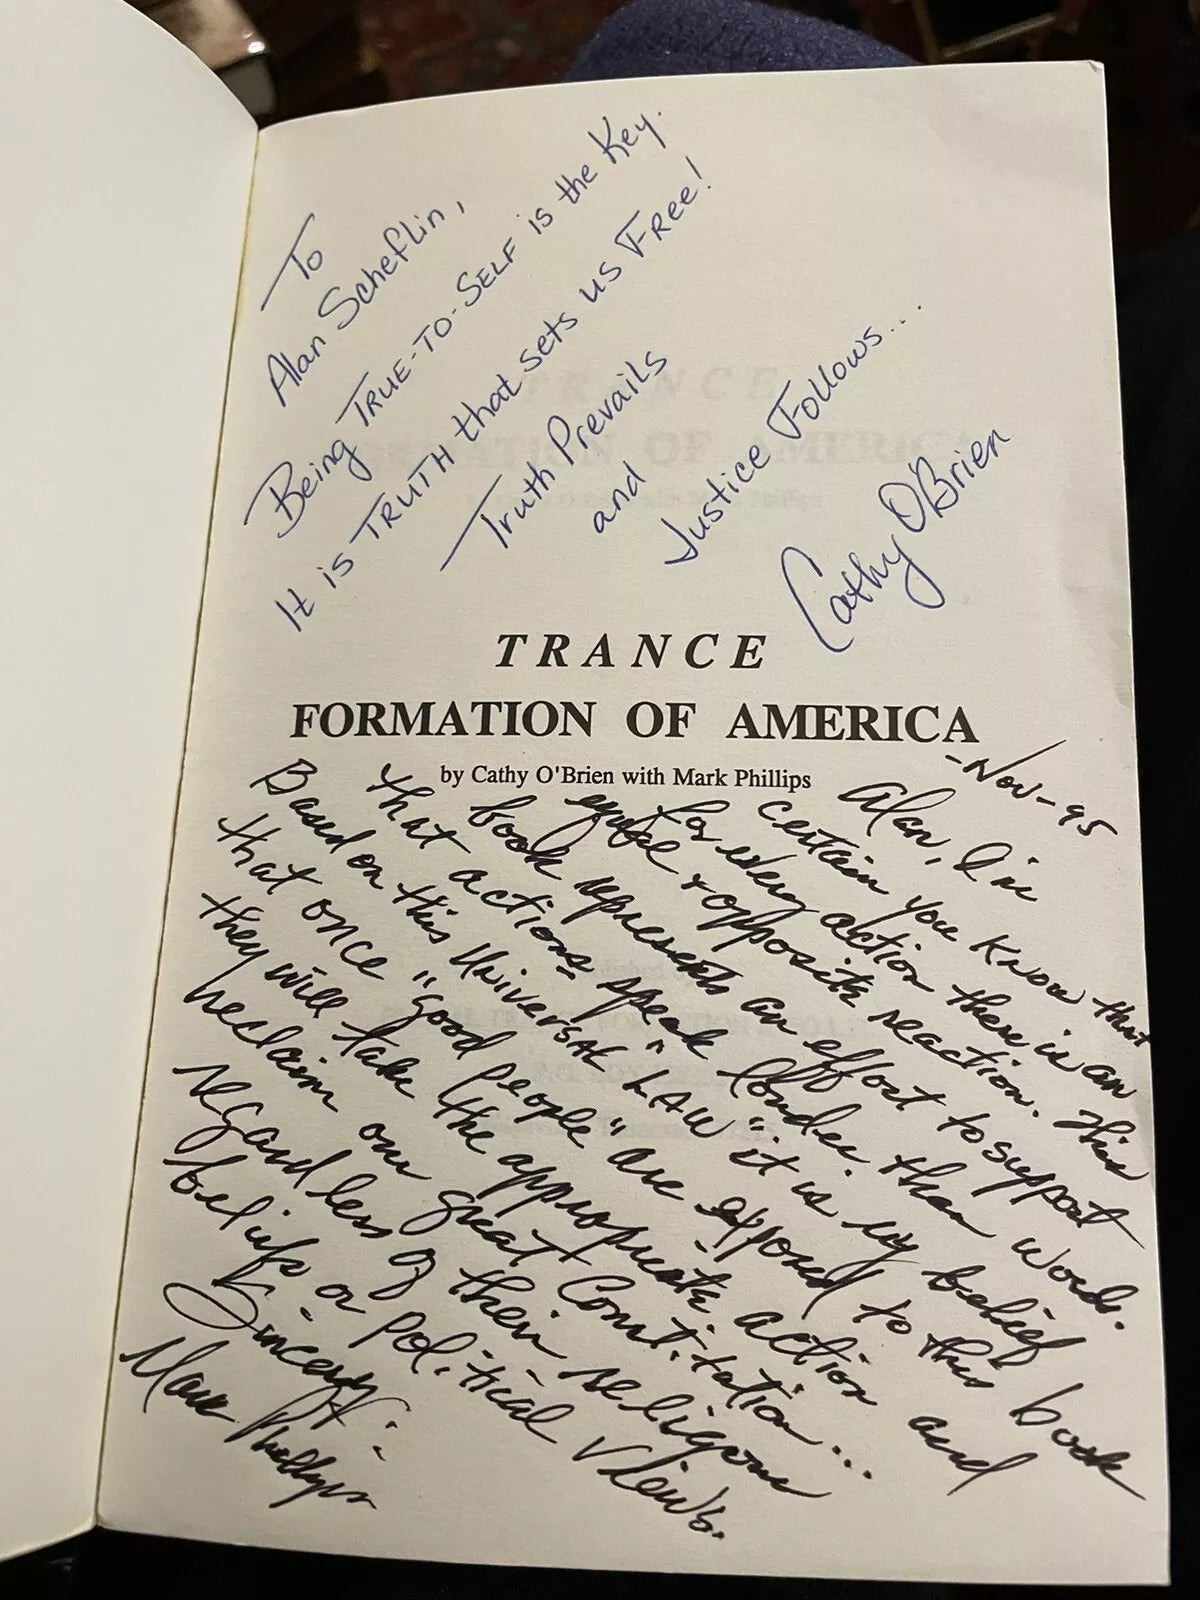 To
Alan Scheflin,
Being TRUE-TO-SELF is the Key.
It is TRUTH that sets us FREE!
Truth Prevails
and
Justice Follows...
Cathy O'Brien
TRANCE
FORMATION OF AMERICA
by Cathy O'Brien with Mark Phillips
-Nov-95
Alan, I'm
certain you know that
for every action there is an
equal & opposite reaction. This
book represents an effort to support
that actions speak louder than words.
Based on this "Universal Law" it is my belief
that once "good people" are exposed to this book
they will take the appropriate action and
reclaim our great Constitution...
regardless of their religious
beliefs or political views.
Sincerely,
Mark Phillips